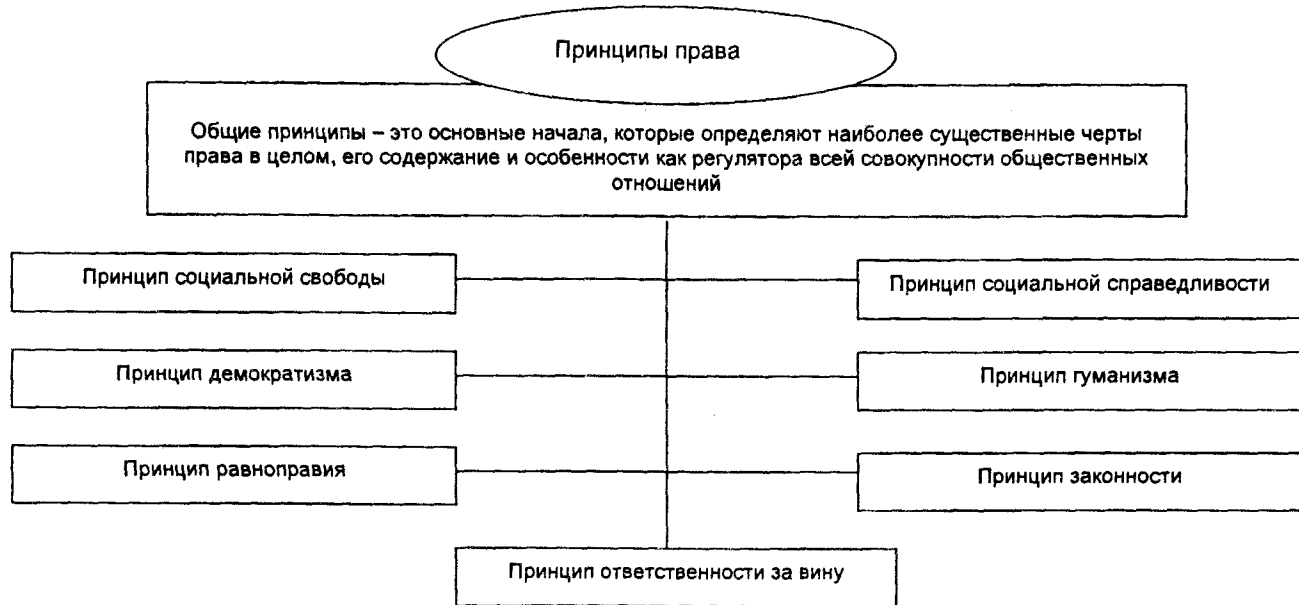 Принципы права
Общие принципы – это основные начала, которые определяют наиболее существенные черты
права в целом, его содержание и особенности как регулятора всей совокупности общественных
отношений
Принцип социальной свободы
Принцип социальной справедливости
Принцип демократизма
Принцип гуманизма
Принцип равноправия
Принцип законности
Принцип ответственности за вину